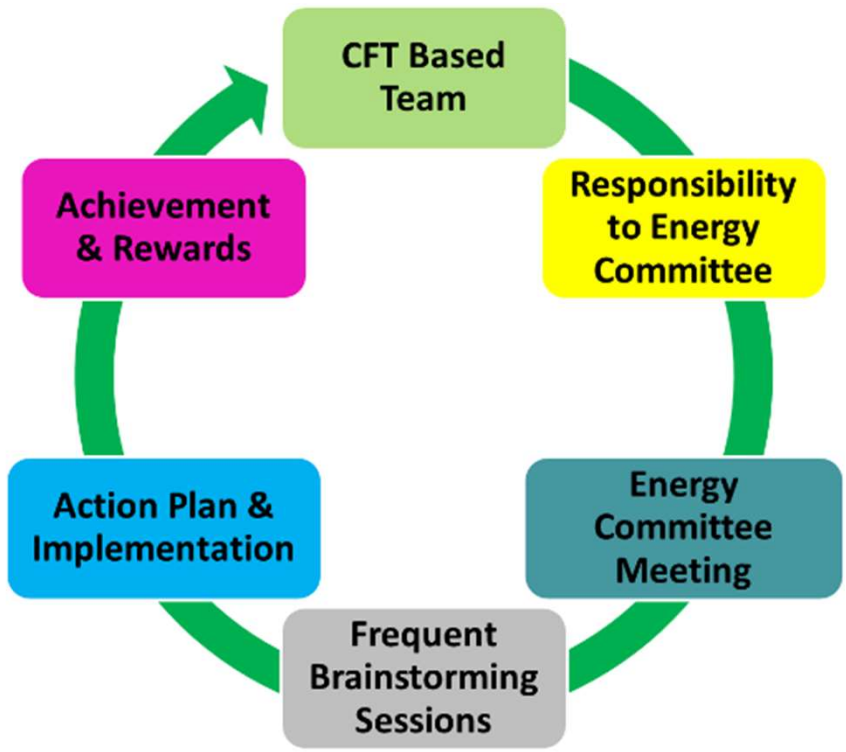 CFT Based
Team
Responsibility
to Energy
Committee
Energy
Committee
Meeting
Frequent
Brainstorming
Sessions
Action Plan &
Implementation
Achievement
& Rewards